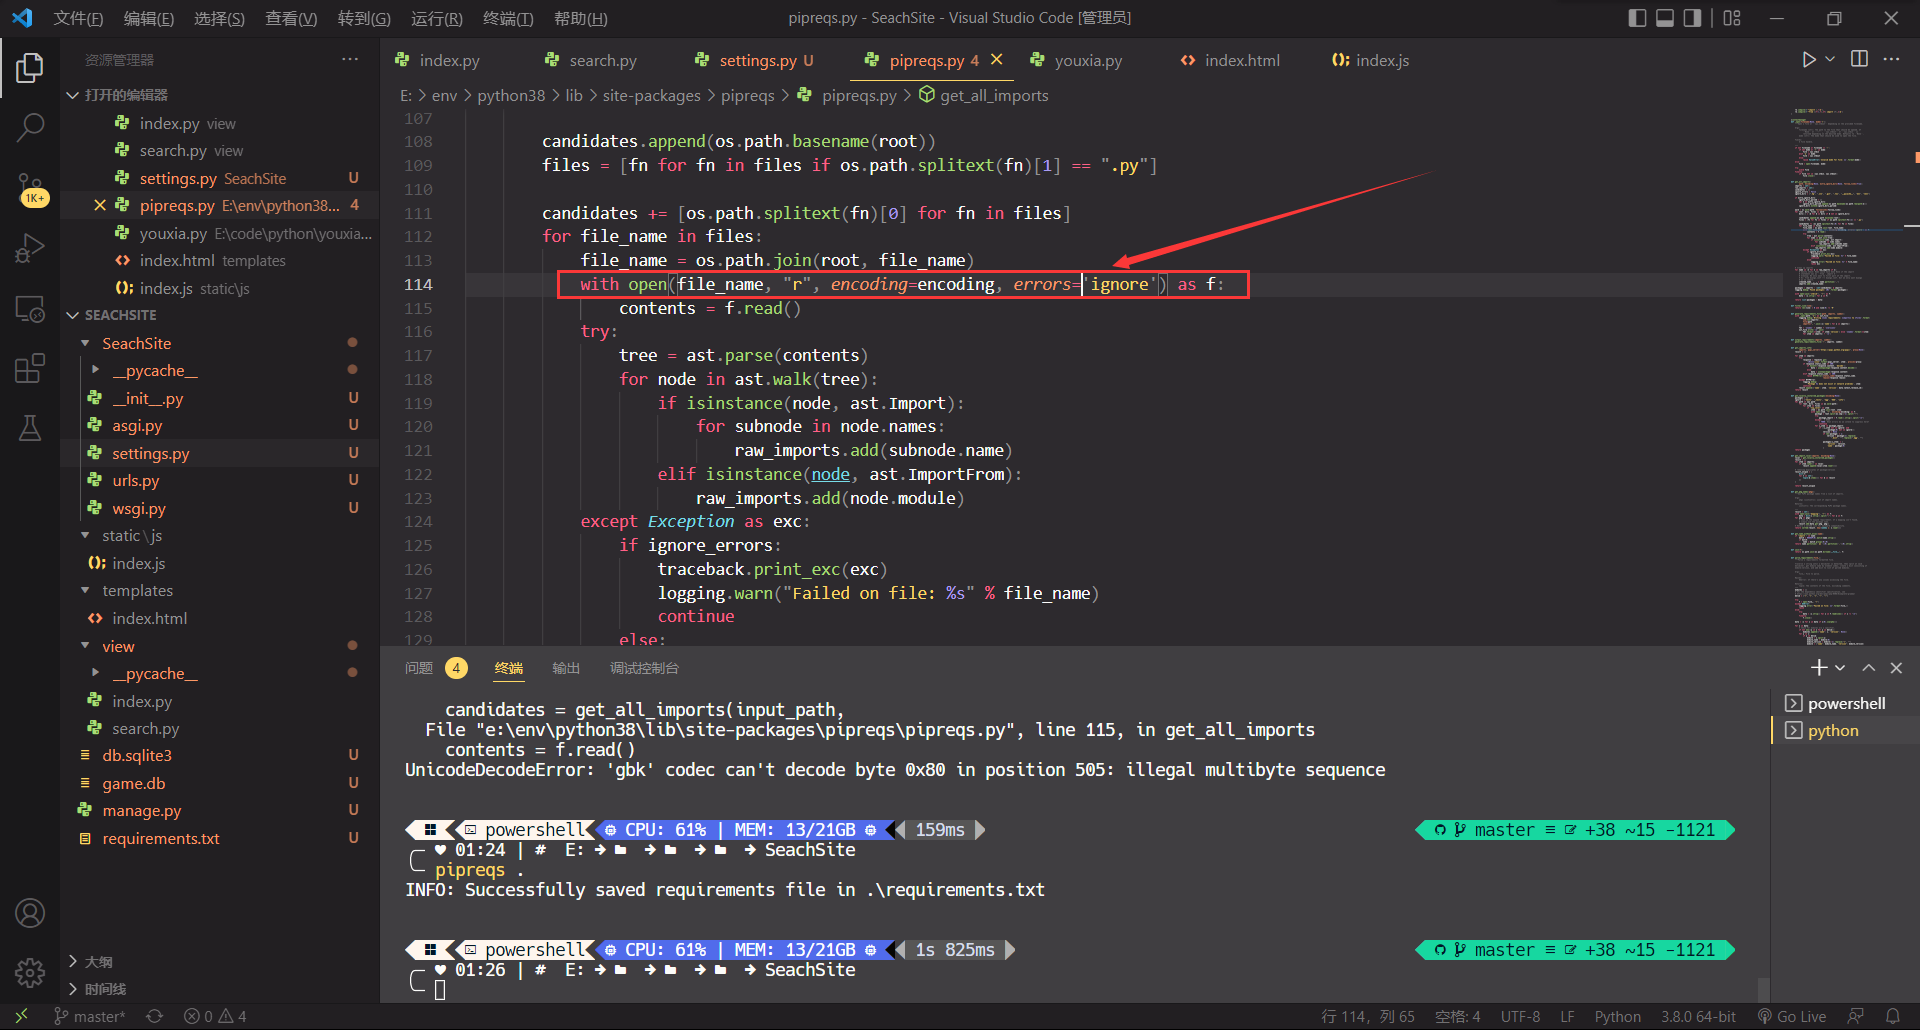 文件(F) 编辑(E) 选择(S) 查看(V) 转到(G) 运行(R) 终端(T) 帮助(H)
pipreqs.py - SeachSite - Visual Studio Code [管理员]
资源管理器 ···
打开的编辑器
index.py view
search.py view
settings.py SeachSite U
pipreqs.py E:\env\python38... 4
youxia.py E:\code\python\youxia...
index.html templates
index.js static\js
SEACHSITE
SeachSite
__pycache__
__init__.py U
asgi.py U
settings.py U
urls.py U
wsgi.py U
static\js
index.js
templates
index.html
view
__pycache__
index.py
search.py
db.sqlite3 U
game.db U
manage.py U
requirements.txt U
大纲
时间线
1K+
index.py search.py settings.py U pipreqs.py 4 youxia.py index.html index.js
E: > env > python38 > lib > site-packages > pipreqs > pipreqs.py > get_all_imports
107
108 candidates.append(os.path.basename(root))
109 files = [fn for fn in files if os.path.splitext(fn)[1] == ".py"]
110
111 candidates += [os.path.splitext(fn)[0] for fn in files]
112 for file_name in files:
113 file_name = os.path.join(root, file_name)
114 with open(file_name, "r", encoding=encoding, errors='ignore') as f:
115 contents = f.read()
116 try:
117 tree = ast.parse(contents)
118 for node in ast.walk(tree):
119 if isinstance(node, ast.Import):
120 for subnode in node.names:
121 raw_imports.add(subnode.name)
122 elif isinstance(node, ast.ImportFrom):
123 raw_imports.add(node.module)
124 except Exception as exc:
125 if ignore_errors:
126 traceback.print_exc(exc)
127 logging.warn("Failed on file: %s" % file_name)
128 continue
129 else:
问题 4 终端 输出 调试控制台
candidates = get_all_imports(input_path,
File "e:\env\python38\lib\site-packages\pipreqs\pipreqs.py", line 115, in get_all_imports
contents = f.read()
UnicodeDecodeError: 'gbk' codec can't decode byte 0x80 in position 505: illegal multibyte sequence
powershell CPU: 61% | MEM: 13/21GB 159ms master ≡ +38 ~15 -1121
♥ 01:24 | # E: → → → → SeachSite
pipreqs .
INFO: Successfully saved requirements file in .\requirements.txt
powershell CPU: 61% | MEM: 13/21GB 1s 825ms master ≡ +38 ~15 -1121
♥ 01:26 | # E: → → → → SeachSite
powershell
python
master* 0 4 行 114，列 65 空格: 4 UTF-8 LF Python 3.8.0 64-bit Go Live